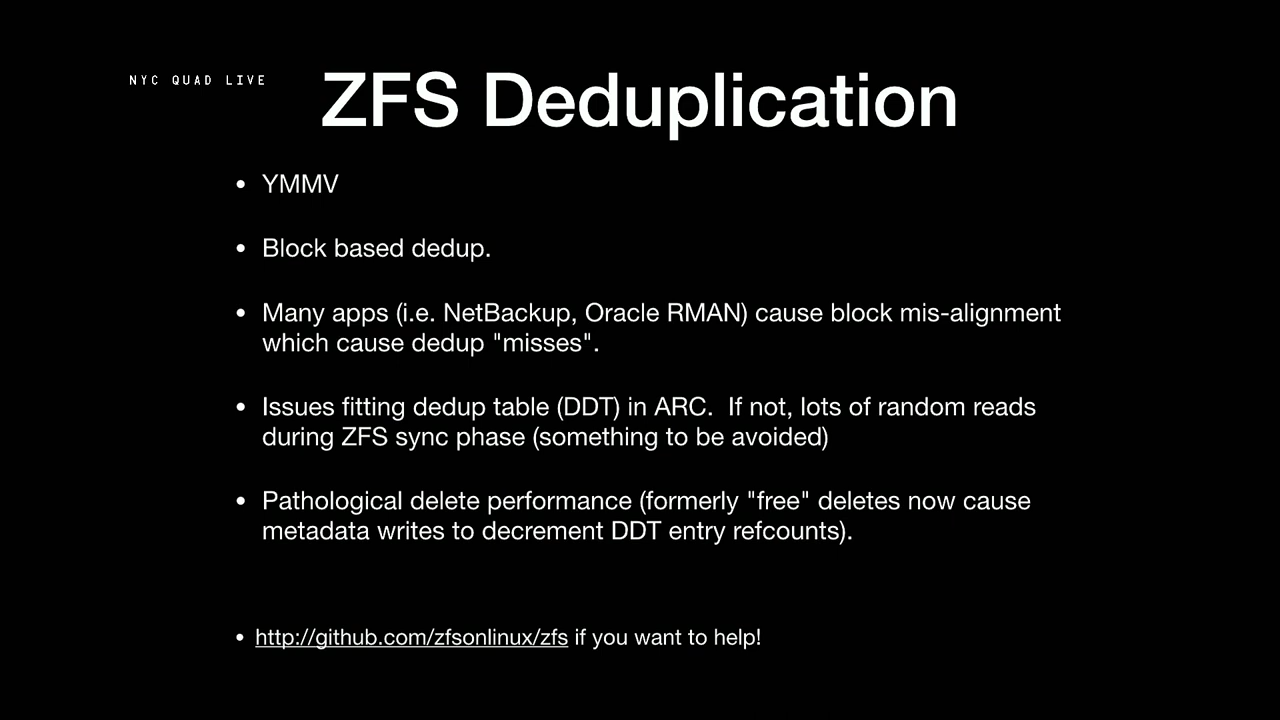 NYC QUAD LIVE
ZFS Deduplication
• YMMV
• Block based dedup.
• Many apps (i.e. NetBackup, Oracle RMAN) cause block mis-alignment
which cause dedup "misses".
• Issues fitting dedup table (DDT) in ARC.  If not, lots of random reads
during ZFS sync phase (something to be avoided)
• Pathological delete performance (formerly "free" deletes now cause
metadata writes to decrement DDT entry refcounts).
• http://github.com/zfsonlinux/zfs if you want to help!